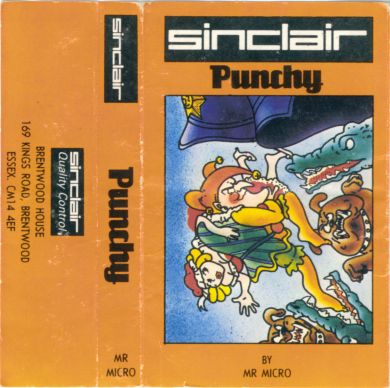 sinclair
Quality Control
BRENTWOOD HOUSE
169 KINGS ROAD, BRENTWOOD
ESSEX. CM14 4EF
sinclair
Punchy
MR
MICRO
sinclair
Punchy
BY
MR MICRO